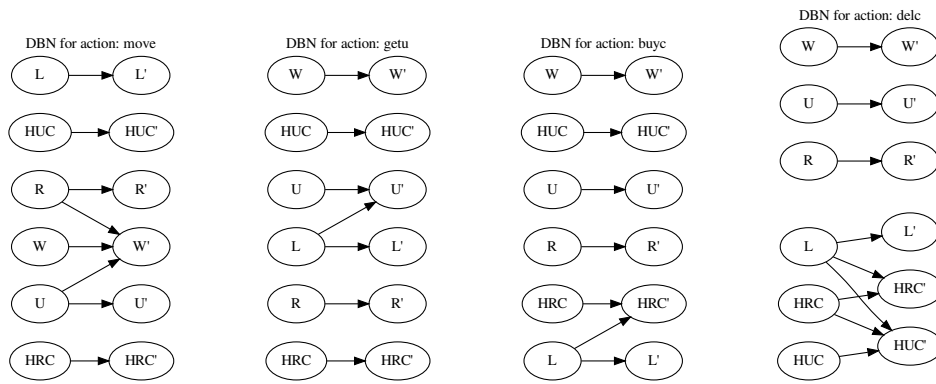 DBN for action: move
L L'
HUC HUC'
R R'
W W'
U U'
HRC HRC'
DBN for action: getu
W W'
HUC HUC'
U U'
L L'
R R'
HRC HRC'
DBN for action: buyc
W W'
HUC HUC'
U U'
R R'
HRC HRC'
L L'
DBN for action: delc
W W'
U U'
R R'
L L'
HRC HRC'
HUC HUC'